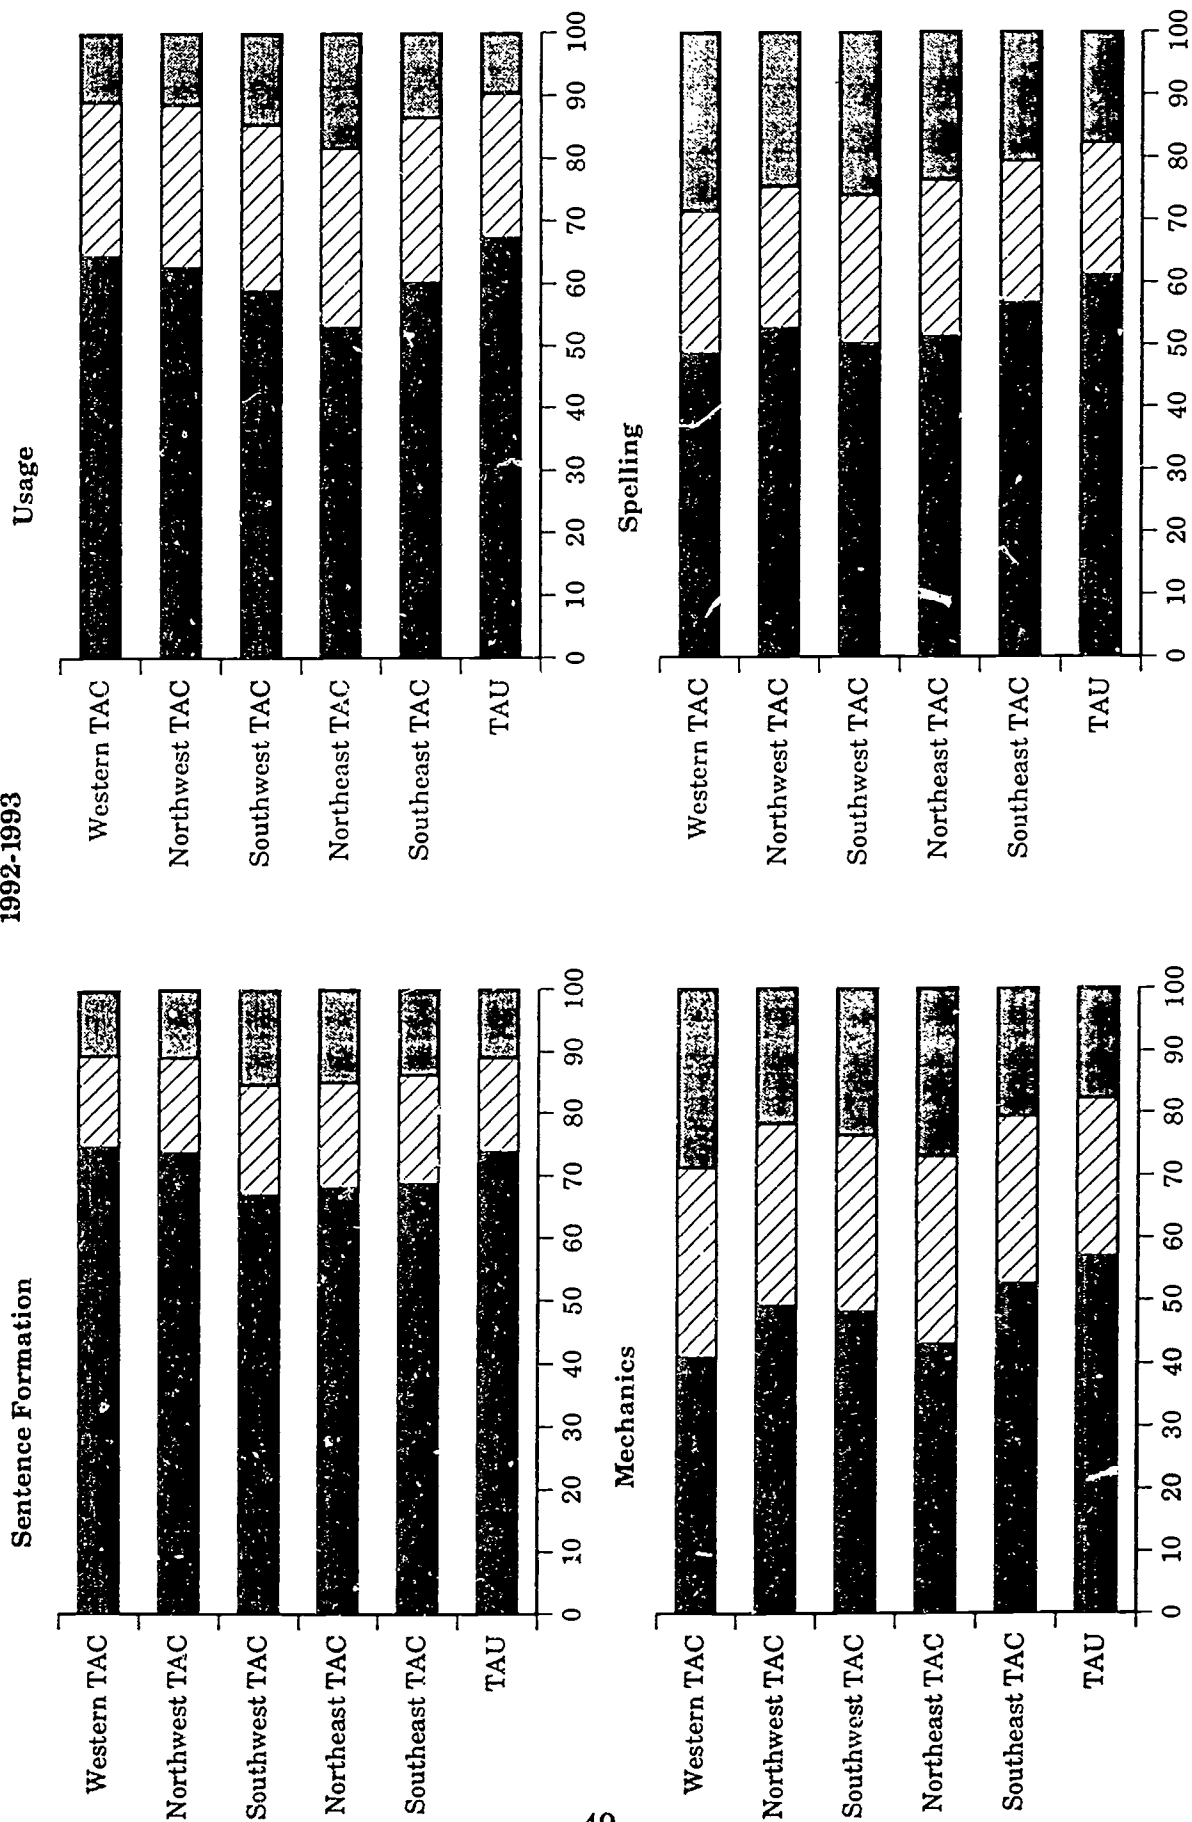 1992-1993
Sentence Formation
Western TAC
Northwest TAC
Southwest TAC
Northeast TAC
Southeast TAC
TAU
0 10 20 30 40 50 60 70 80 90 100
Usage
Western TAC
Northwest TAC
Southwest TAC
Northeast TAC
Southeast TAC
TAU
0 10 20 30 40 50 60 70 80 90 100
Mechanics
Western TAC
Northwest TAC
Southwest TAC
Northeast TAC
Southeast TAC
TAU
0 10 20 30 40 50 60 70 80 90 100
Spelling
Western TAC
Northwest TAC
Southwest TAC
Northeast TAC
Southeast TAC
TAU
0 10 20 30 40 50 60 70 80 90 100